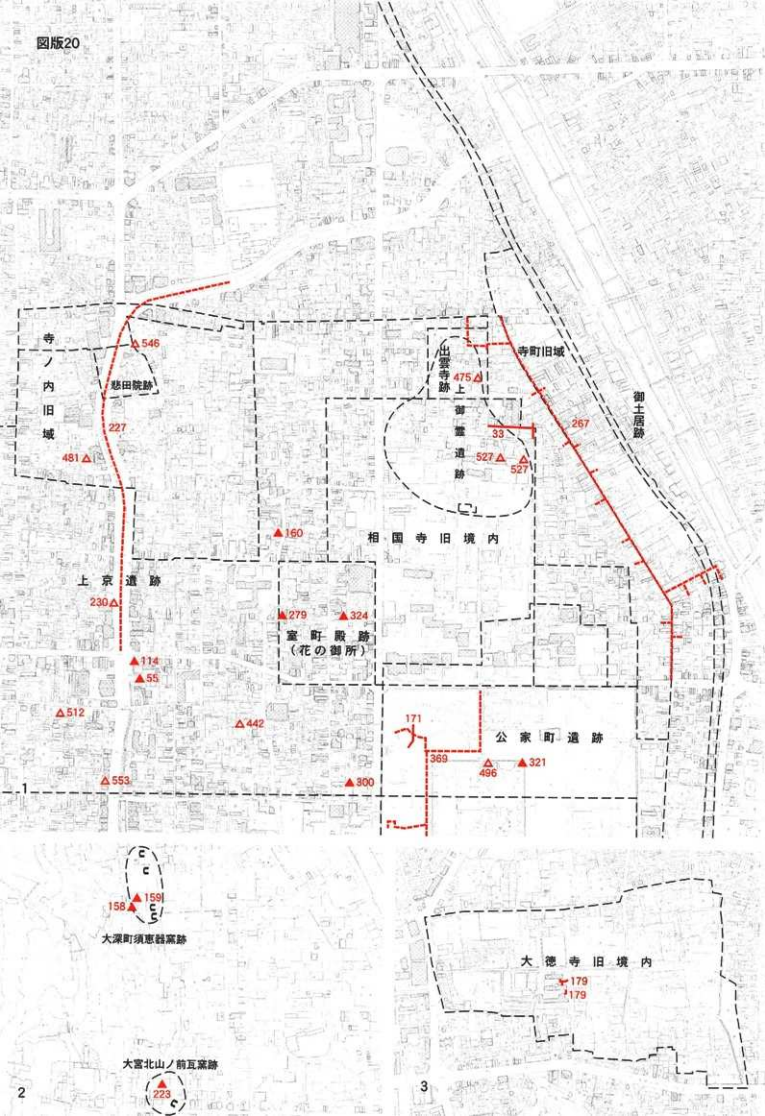 図版20
546
寺ノ内旧域
悲田院跡
227
481
出雲寺跡
475
上御霊遺跡
寺町旧域
御土居跡
267
33
527
527
160
相国寺旧境内
上京遺跡
230
279
324
室町殿跡
(花の御所)
114
55
512
442
171
公家町遺跡
369
496
321
553
300
1
159
158
大深町須恵器窯跡
大宮北山ノ前瓦窯跡
223
2
大徳寺旧境内
179
179
3